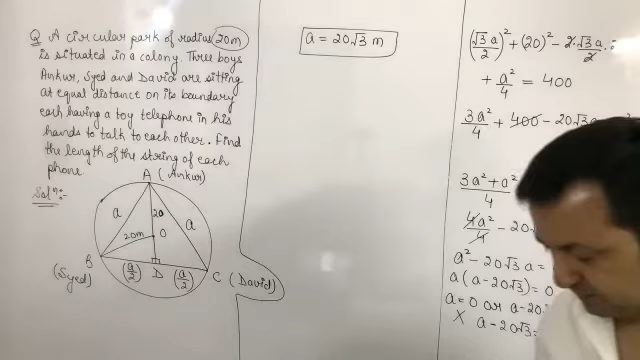 Q A circular park of radius 20m
is situated in a colony. Three boys
Ankur, Syed and David are sitting
at equal distance on its boundary
each having a toy telephone in his
hands to talk to each other. Find
the length of the string of each
phone
Solⁿ:-
A (Ankur)
a
20
a
20m
O
B
(Syed)
(a/2)
D
(a/2)
C (David)
a = 20√3 m
(√3 a/2)² + (20)² - 2·√3a/2·
+ a²/4 = 400
3a²/4 + 400 - 20√3a
3a² + a²/4
4a²/4 - 20
a² - 20√3 a =
a (a - 20√3) = 0
a = 0 or a - 20
× a - 20√3 =